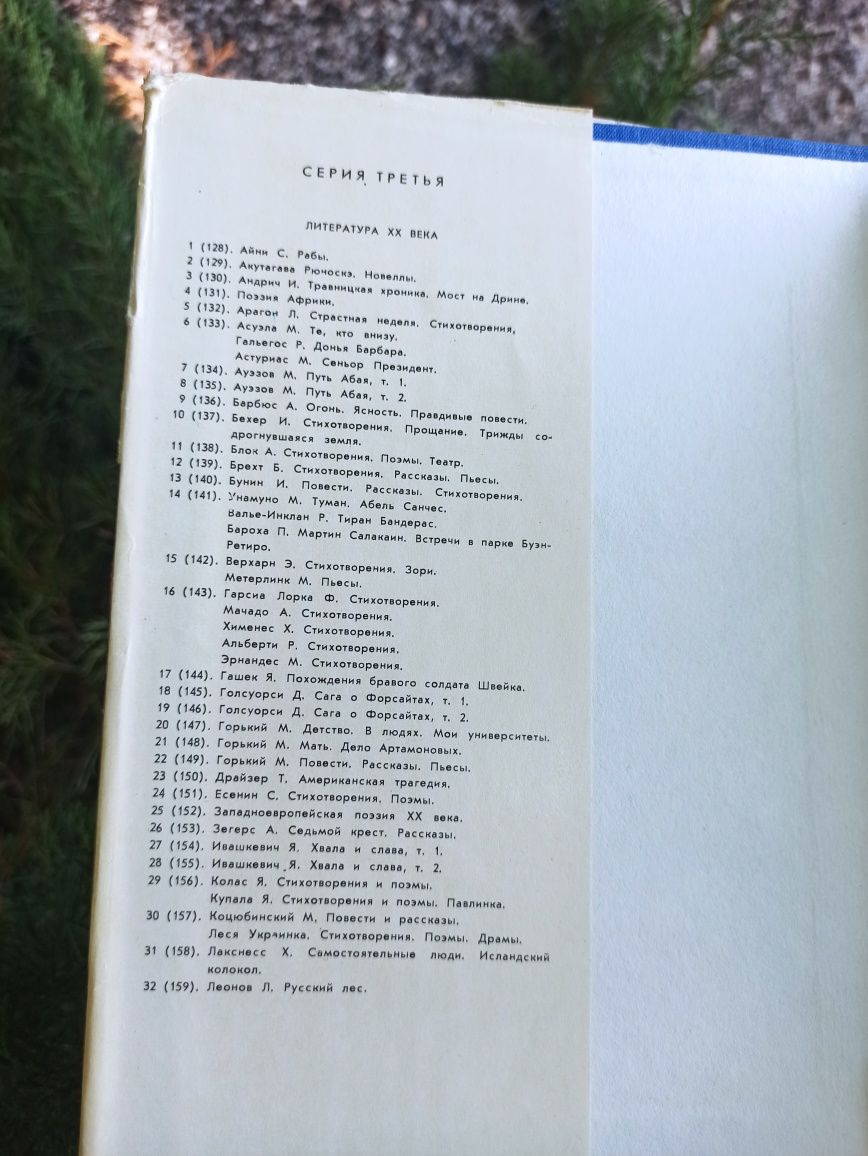 СЕРИЯ ТРЕТЬЯ
ЛИТЕРАТУРА XX ВЕКА
1 (128). Айни С. Рабы.
2 (129). Акутагава Рюноскэ. Новеллы.
3 (130). Андрич И. Травницкая хроника. Мост на Дрине.
4 (131). Поэзия Африки.
5 (132). Арагон Л. Страстная неделя. Стихотворения,
6 (133). Асуэла М. Те, кто внизу.
Гальегос Р. Донья Барбара.
Астуриас М. Сеньор Президент.
7 (134). Ауэзов М. Путь Абая, т. 1.
8 (135). Ауэзов М. Путь Абая, т. 2.
9 (136). Барбюс А. Огонь. Ясность. Правдивые повести.
10 (137). Бехер И. Стихотворения. Прощание. Трижды со-
дрогнувшаяся земля.
11 (138). Блок А. Стихотворения. Поэмы. Театр.
12 (139). Брехт Б. Стихотворения. Рассказы. Пьесы.
13 (140). Бунин И. Повести. Рассказы. Стихотворения.
14 (141). Унамуно М. Туман. Абель Санчес.
Валье-Инклан Р. Тиран Бандерас.
Бароха П. Мартин Салакаин. Встречи в парке Буэн-
Ретиро.
15 (142). Верхарн Э. Стихотворения. Зори.
Метерлинк М. Пьесы.
16 (143). Гарсиа Лорка Ф. Стихотворения.
Мачадо А. Стихотворения.
Хименес Х. Стихотворения.
Альберти Р. Стихотворения.
Эрнандес М. Стихотворения.
17 (144). Гашек Я. Похождения бравого солдата Швейка.
18 (145). Голсуорси Д. Сага о Форсайтах, т. 1.
19 (146). Голсуорси Д. Сага о Форсайтах, т. 2.
20 (147). Горький М. Детство. В людях. Мои университеты.
21 (148). Горький М. Мать. Дело Артамоновых.
22 (149). Горький М. Повести. Рассказы. Пьесы.
23 (150). Драйзер Т. Американская трагедия.
24 (151). Есенин С. Стихотворения. Поэмы.
25 (152). Западноевропейская поэзия XX века.
26 (153). Зегерс А. Седьмой крест. Рассказы.
27 (154). Ивашкевич Я. Хвала и слава, т. 1.
28 (155). Ивашкевич Я. Хвала и слава, т. 2.
29 (156). Колас Я. Стихотворения и поэмы.
Купала Я. Стихотворения и поэмы. Павлинка.
30 (157). Коцюбинский М. Повести и рассказы.
Леся Украинка. Стихотворения. Поэмы. Драмы.
31 (158). Лакснесс Х. Самостоятельные люди. Исландский
колокол.
32 (159). Леонов Л. Русский лес.